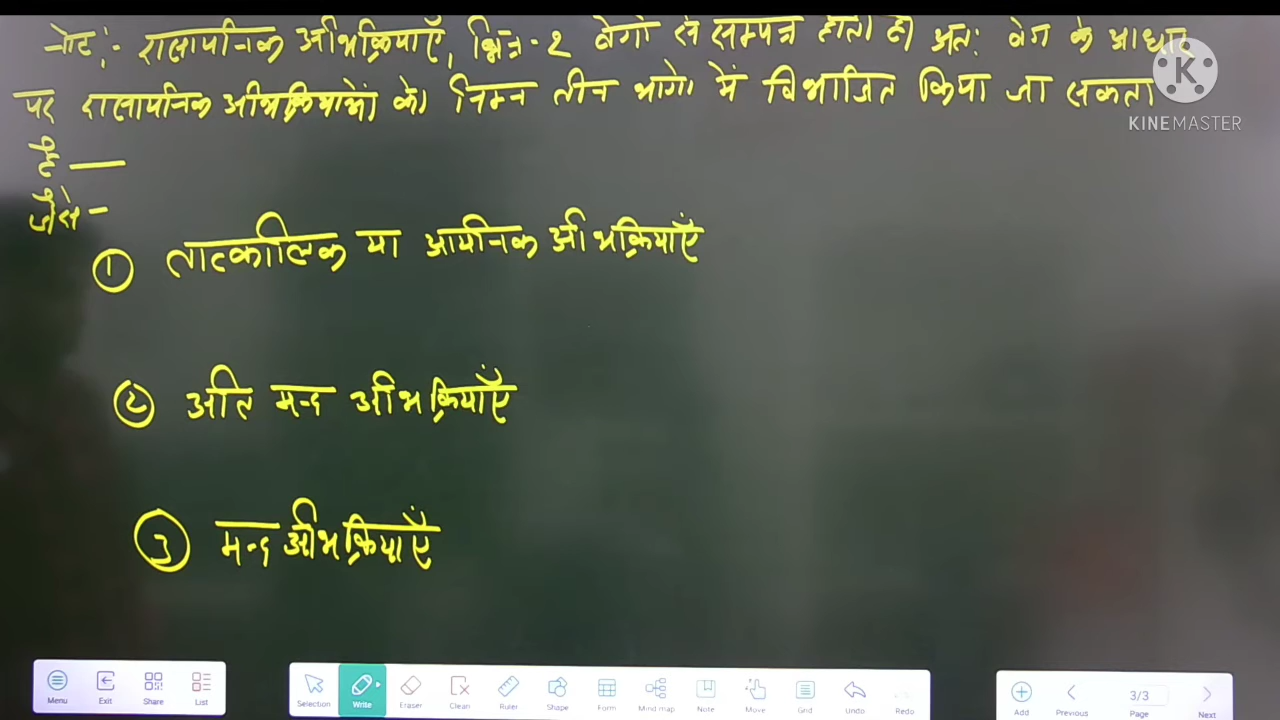 नोट:- रासायनिक अभिक्रियाएँ, भिन्न-2 वेगों से सम्पन्न होती हैं अतः वेग के आधार
पर रासायनिक अभिक्रियाओं को निम्न तीन भागों में विभाजित किया जा सकता
है —
जैसे -
① तात्कालिक या आयनिक अभिक्रियाएँ
② अति मन्द अभिक्रियाएँ
③ मन्द अभिक्रियाएँ
K
KINEMASTER
Menu Exit Share List Selection Write Eraser Clean Ruler Shape Form Mind map Note Move Grid Undo Redo Add Previous 3/3 Page Next